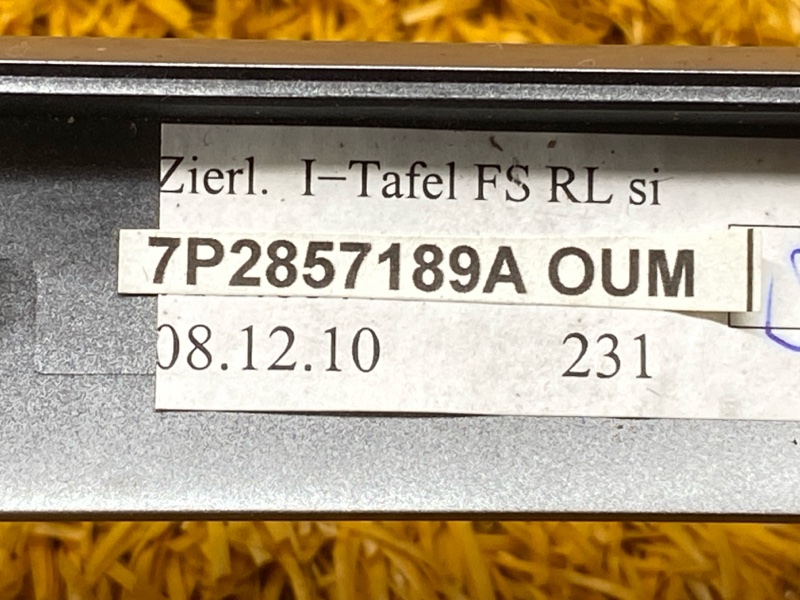 Zierl. I-Tafel FS RL si
7P2857189A OUM
08.12.10 231